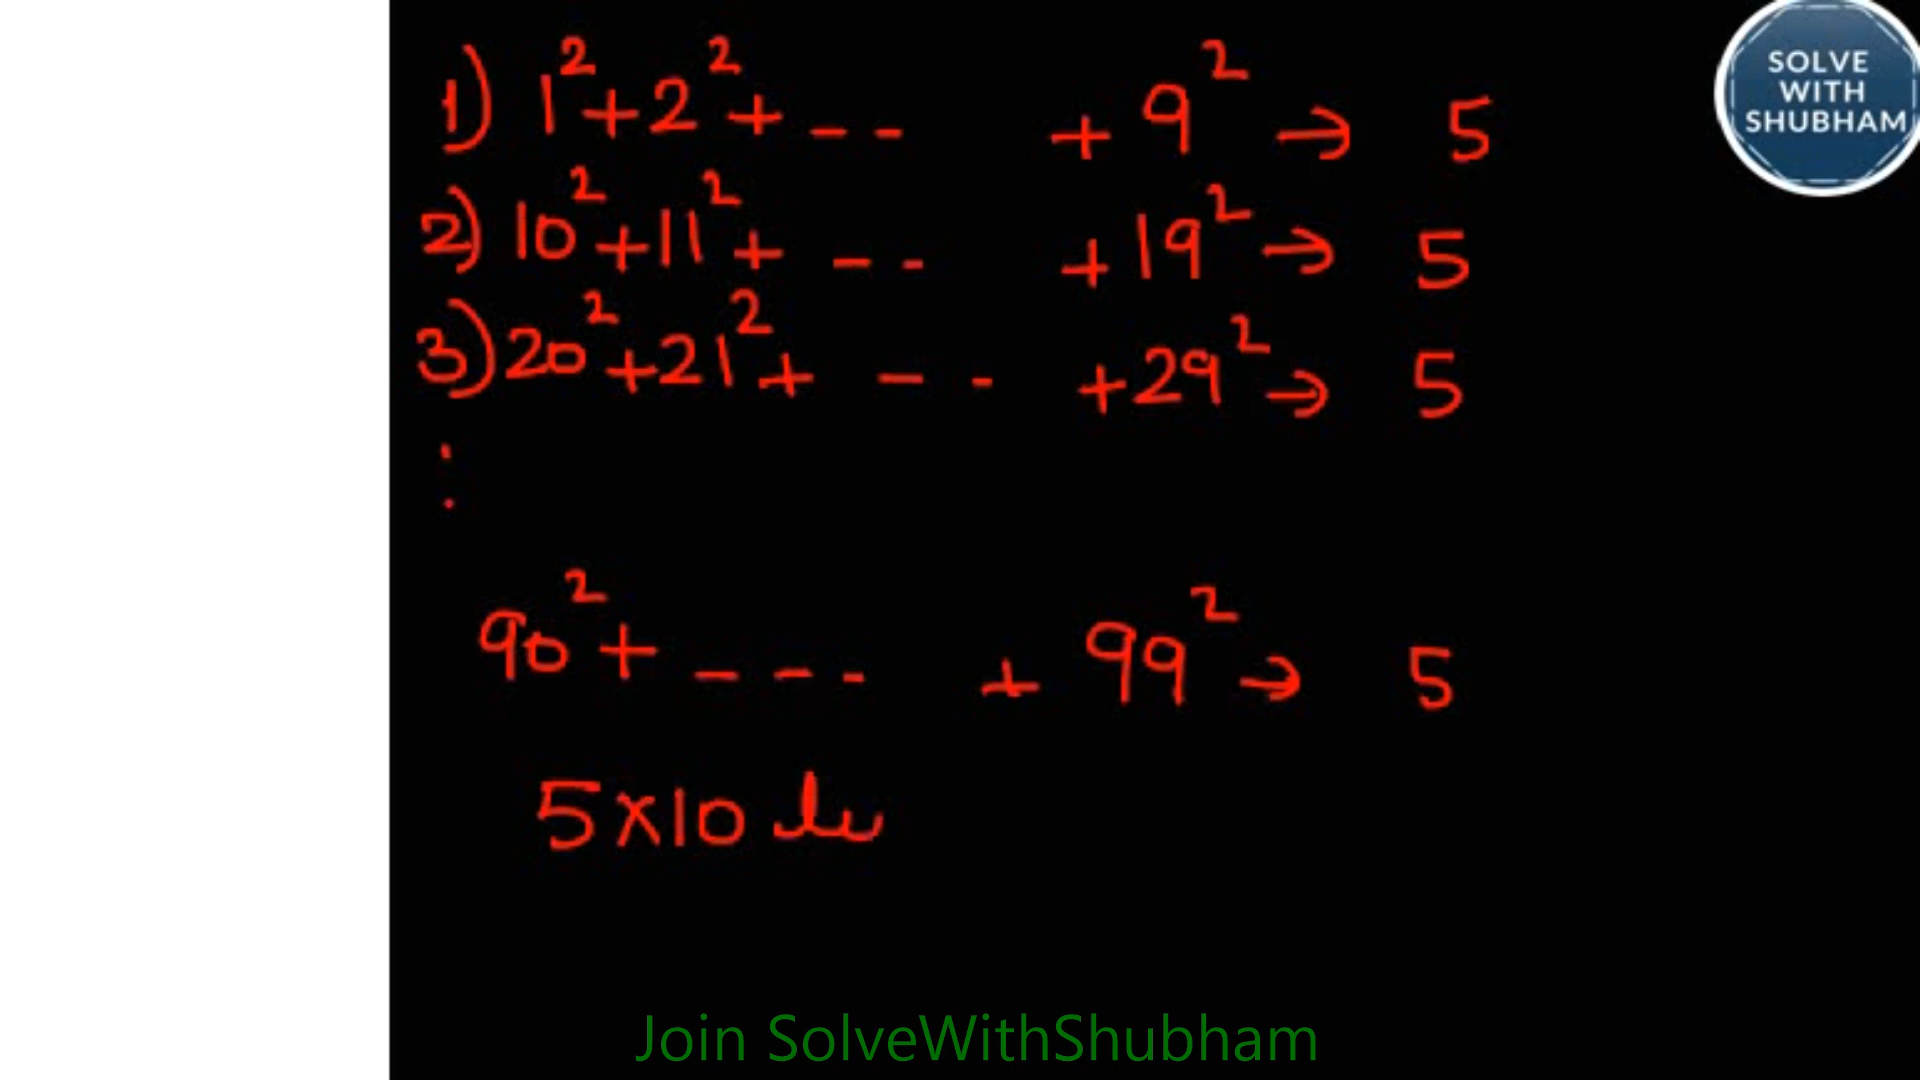 1) 1²+2²+-- +9²→ 5
SOLVE
WITH
SHUBHAM
2) 10²+11²+ -- +19²→ 5
3) 20²+21²+ -- +29²→ 5
:
90²+--- + 99²→ 5
5×10
Join SolveWithShubham